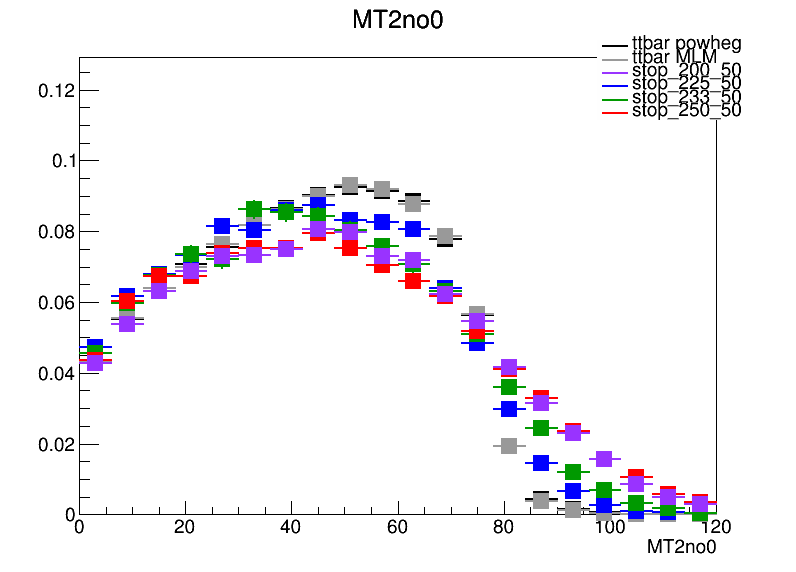 MT2no0
ttbar powheg
ttbar MLM
stop_200_50
stop_225_50
stop_233_50
stop_250_50
0.12
0.1
0.08
0.06
0.04
0.02
0
0 20 40 60 80 100 120
MT2no0